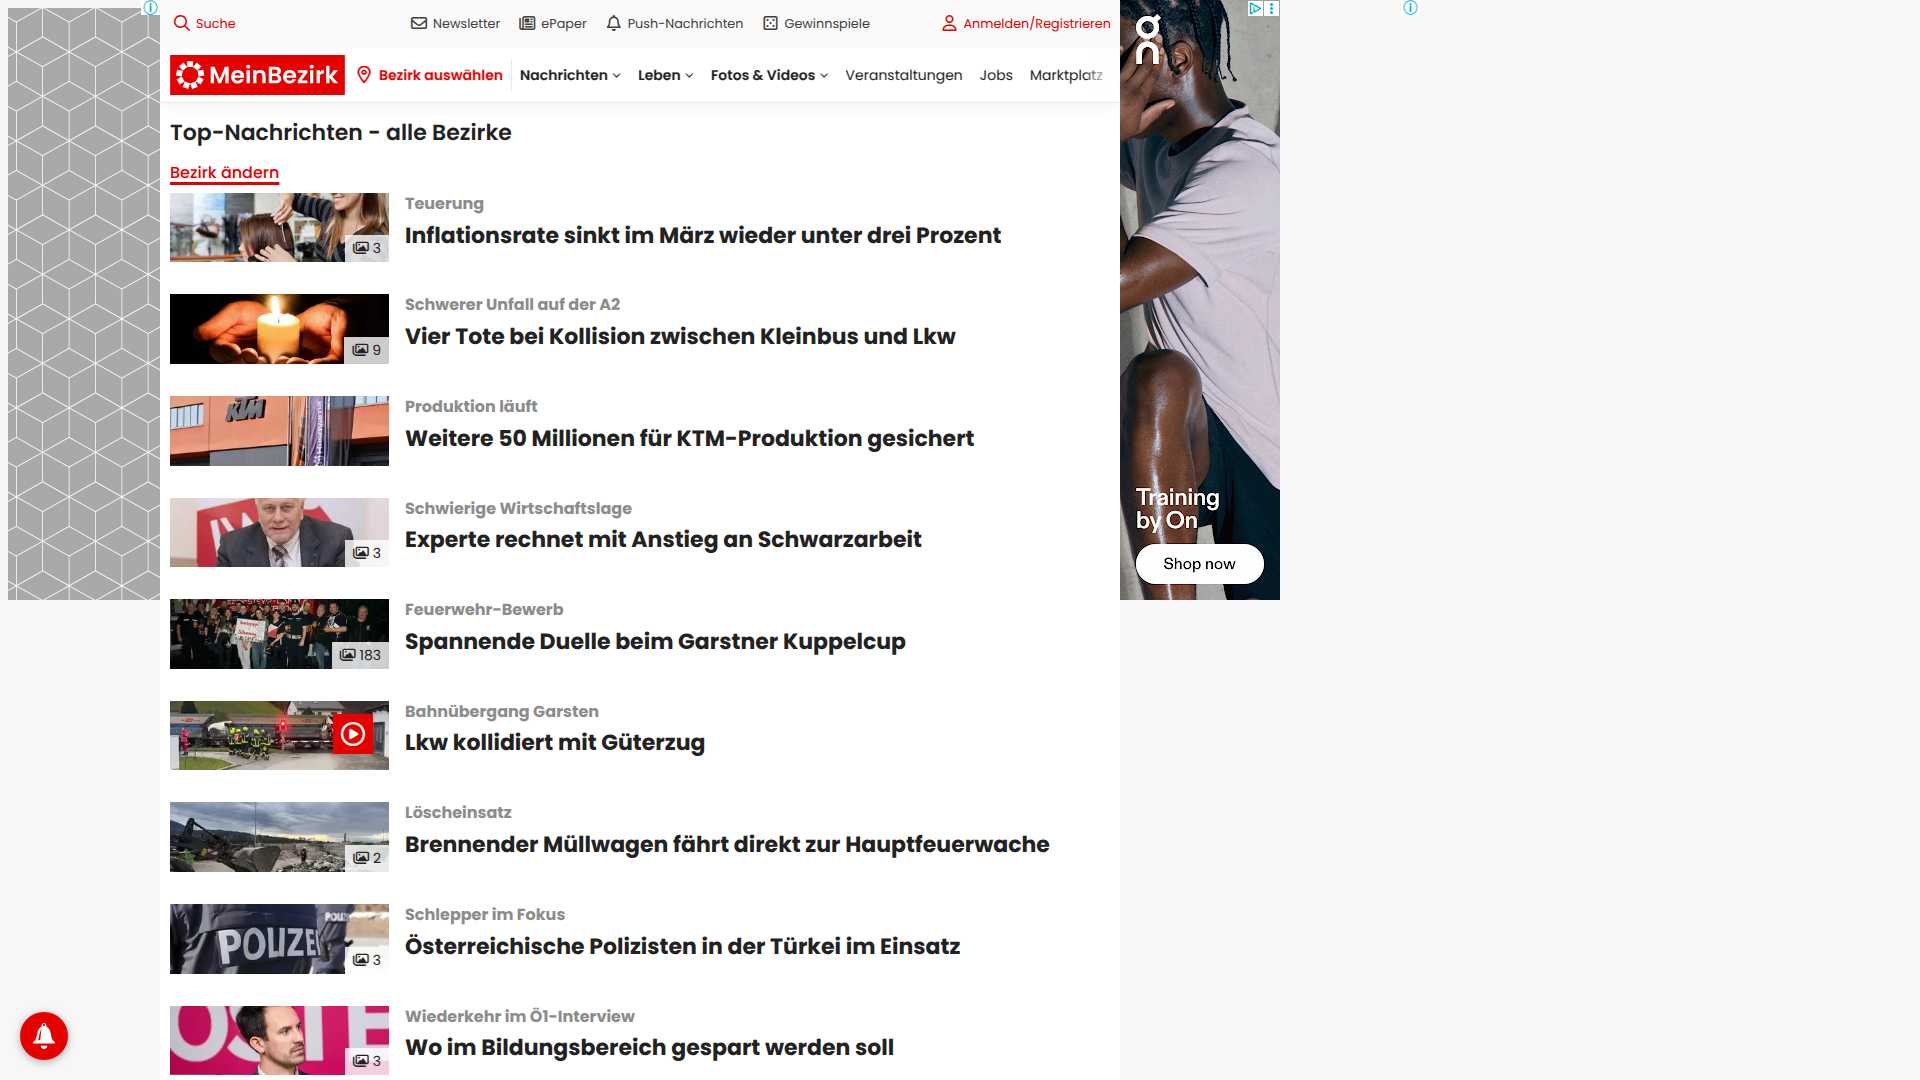 Suche
Newsletter
ePaper
Push-Nachrichten
Gewinnspiele
Anmelden/Registrieren
MeinBezirk
Bezirk auswählen
Nachrichten
Leben
Fotos & Videos
Veranstaltungen
Jobs
Marktplatz
Top-Nachrichten - alle Bezirke
Bezirk ändern
3
Teuerung
Inflationsrate sinkt im März wieder unter drei Prozent
9
Schwerer Unfall auf der A2
Vier Tote bei Kollision zwischen Kleinbus und Lkw
KTM
Produktion läuft
Weitere 50 Millionen für KTM-Produktion gesichert
3
Schwierige Wirtschaftslage
Experte rechnet mit Anstieg an Schwarzarbeit
183
Feuerwehr-Bewerb
Spannende Duelle beim Garstner Kuppelcup
Bahnübergang Garsten
Lkw kollidiert mit Güterzug
2
Löscheinsatz
Brennender Müllwagen fährt direkt zur Hauptfeuerwache
POLIZEI
3
Schlepper im Fokus
Österreichische Polizisten in der Türkei im Einsatz
3
Wiederkehr im Ö1-Interview
Wo im Bildungsbereich gespart werden soll
On
Training
by On
Shop now